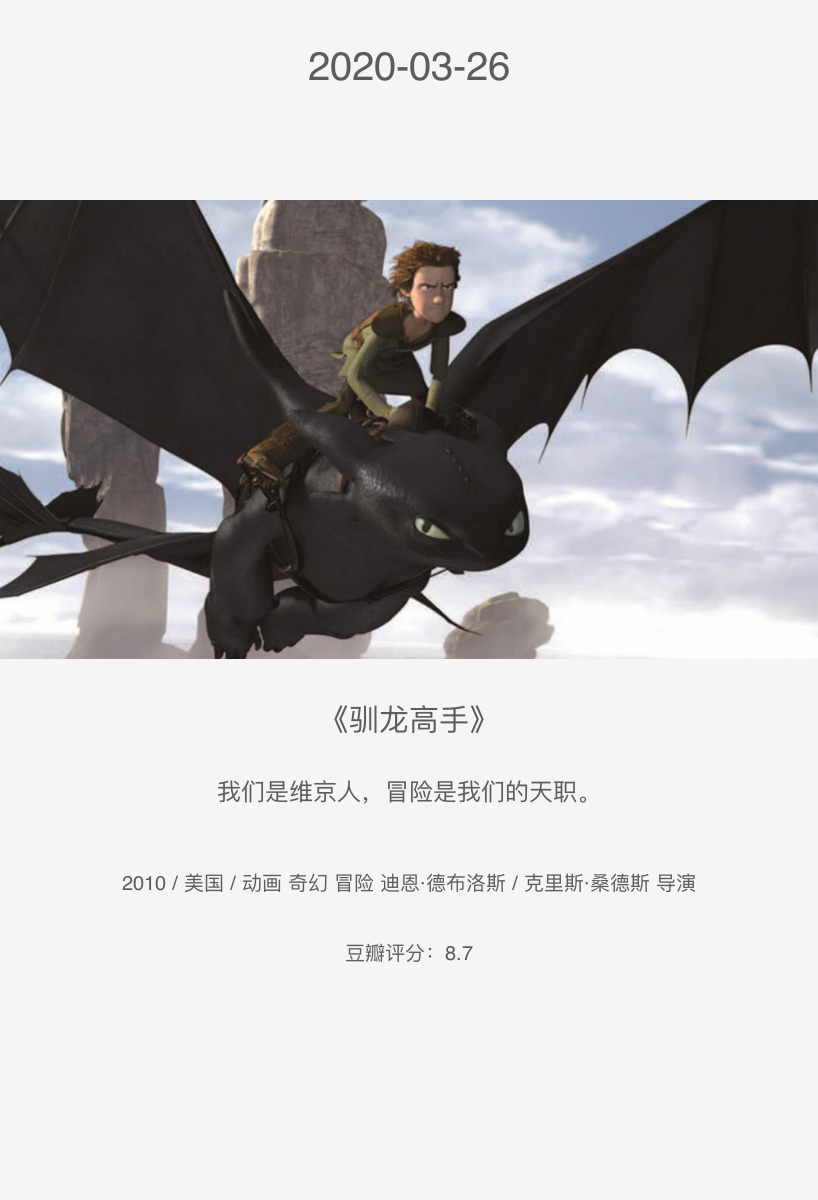 2020-03-26
《驯龙高手》
我们是维京人，冒险是我们的天职。
2010 / 美国 / 动画 奇幻 冒险 迪恩·德布洛斯 / 克里斯·桑德斯 导演
豆瓣评分：8.7